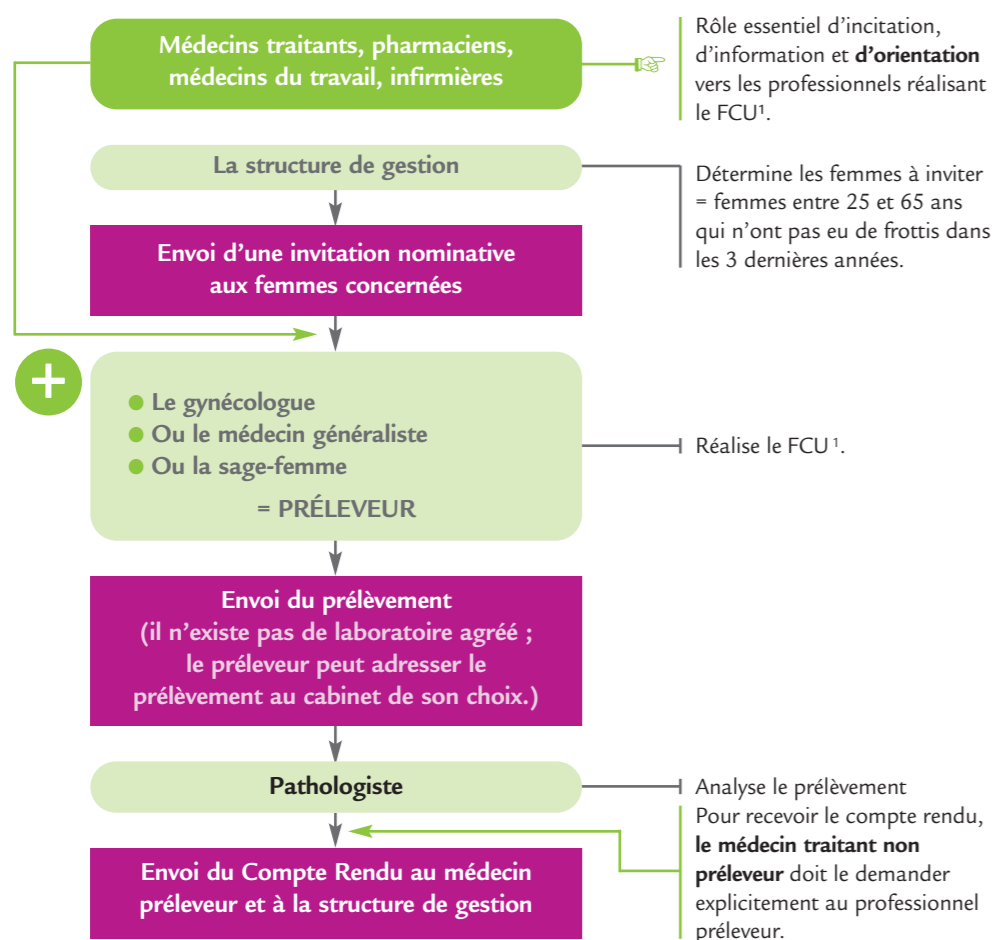 Médecins traitants, pharmaciens,
médecins du travail, infirmières
Rôle essentiel d'incitation,
d'information et d'orientation
vers les professionnels réalisant
le FCU¹.
La structure de gestion
Détermine les femmes à inviter
= femmes entre 25 et 65 ans
qui n'ont pas eu de frottis dans
les 3 dernières années.
Envoi d'une invitation nominative
aux femmes concernées
+
● Le gynécologue
● Ou le médecin généraliste
● Ou la sage-femme
= PRÉLEVEUR
Réalise le FCU¹.
Envoi du prélèvement
(il n'existe pas de laboratoire agréé ;
le préleveur peut adresser le
prélèvement au cabinet de son choix.)
Pathologiste
Analyse le prélèvement
Pour recevoir le compte rendu,
le médecin traitant non
préleveur doit le demander
explicitement au professionnel
préleveur.
Envoi du Compte Rendu au médecin
préleveur et à la structure de gestion